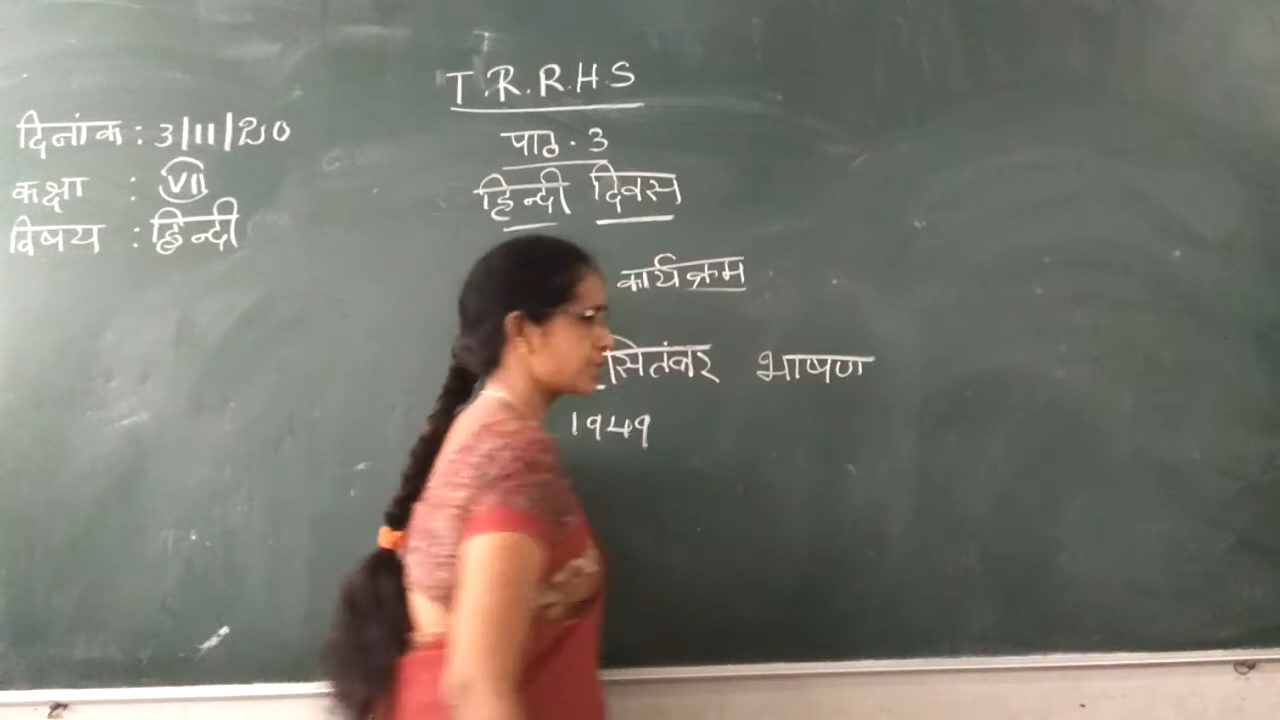 T.R.R.H.S
पाठ . 3
हिन्दी दिवस
दिनांक : 3/11/20
कक्षा : VII
विषय : हिन्दी
कार्यक्रम
सितंबर भाषण
1949